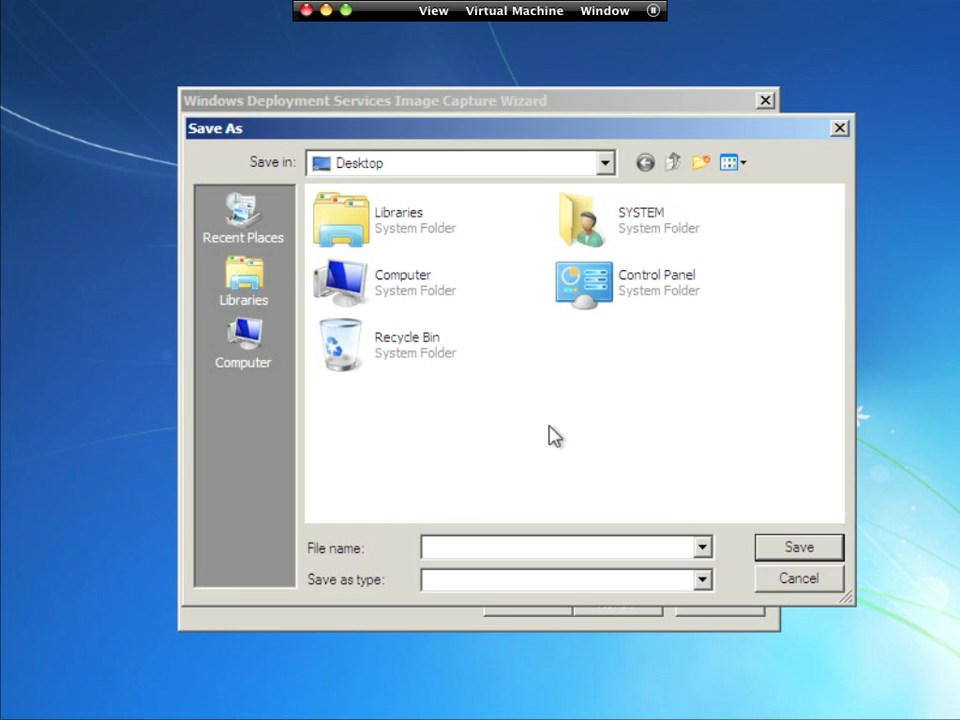 View Virtual Machine Window
Windows Deployment Services Image Capture Wizard
Save As
Save in:
Desktop
Recent Places
Libraries
Computer
Libraries
System Folder
SYSTEM
System Folder
Computer
System Folder
Control Panel
System Folder
Recycle Bin
System Folder
File name:
Save
Save as type:
Cancel